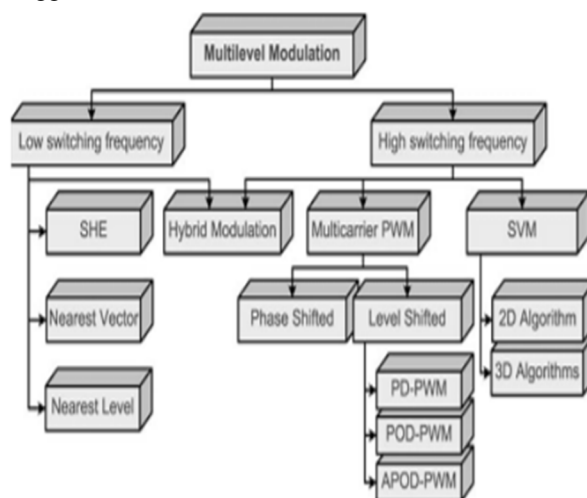 Multilevel Modulation
Low switching frequency
High switching frequency
SHE
Hybrid Modulation
Multicarrier PWM
SVM
Nearest Vector
Phase Shifted
Level Shifted
2D Algorithm
3D Algorithms
Nearest Level
PD-PWM
POD-PWM
APOD-PWM